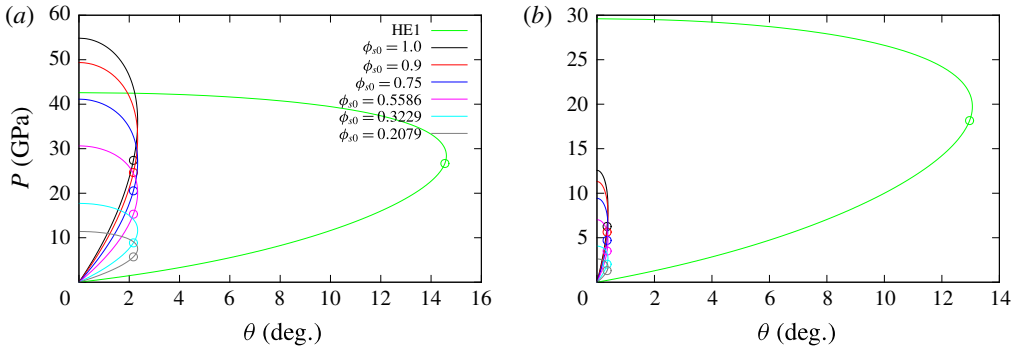 (a)
60
50
40
30
20
10
0
P (GPa)
0 2 4 6 8 10 12 14 16
θ (deg.)
HE1
ϕs0 = 1.0
ϕs0 = 0.9
ϕs0 = 0.75
ϕs0 = 0.5586
ϕs0 = 0.3229
ϕs0 = 0.2079
(b)
30
25
20
15
10
5
0 2 4 6 8 10 12 14
θ (deg.)